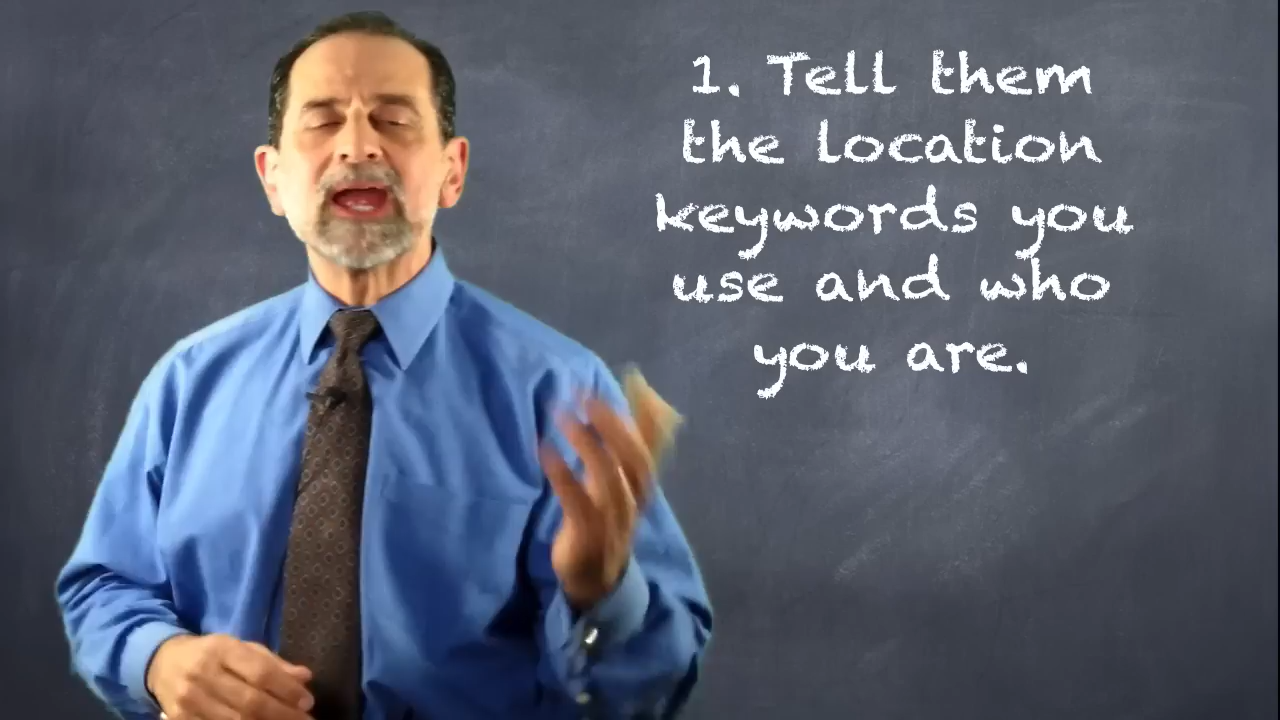 1. Tell them
the location
keywords you
use and who
you are.